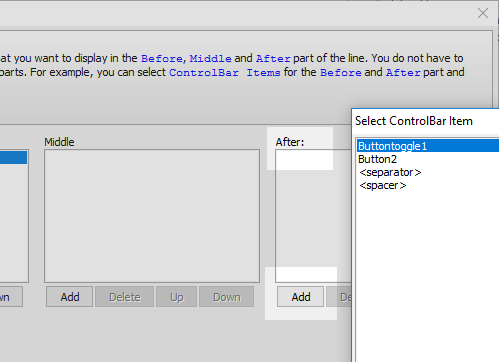 at you want to display in the Before, Middle and After part of the line. You do not have to
parts. For example, you can select ControlBar Items for the Before and After part and
Middle
After:
Select ControlBar Item
Buttontoggle1
Button2
<separator>
<spacer>
wn
Add
Delete
Up
Down
Add
De